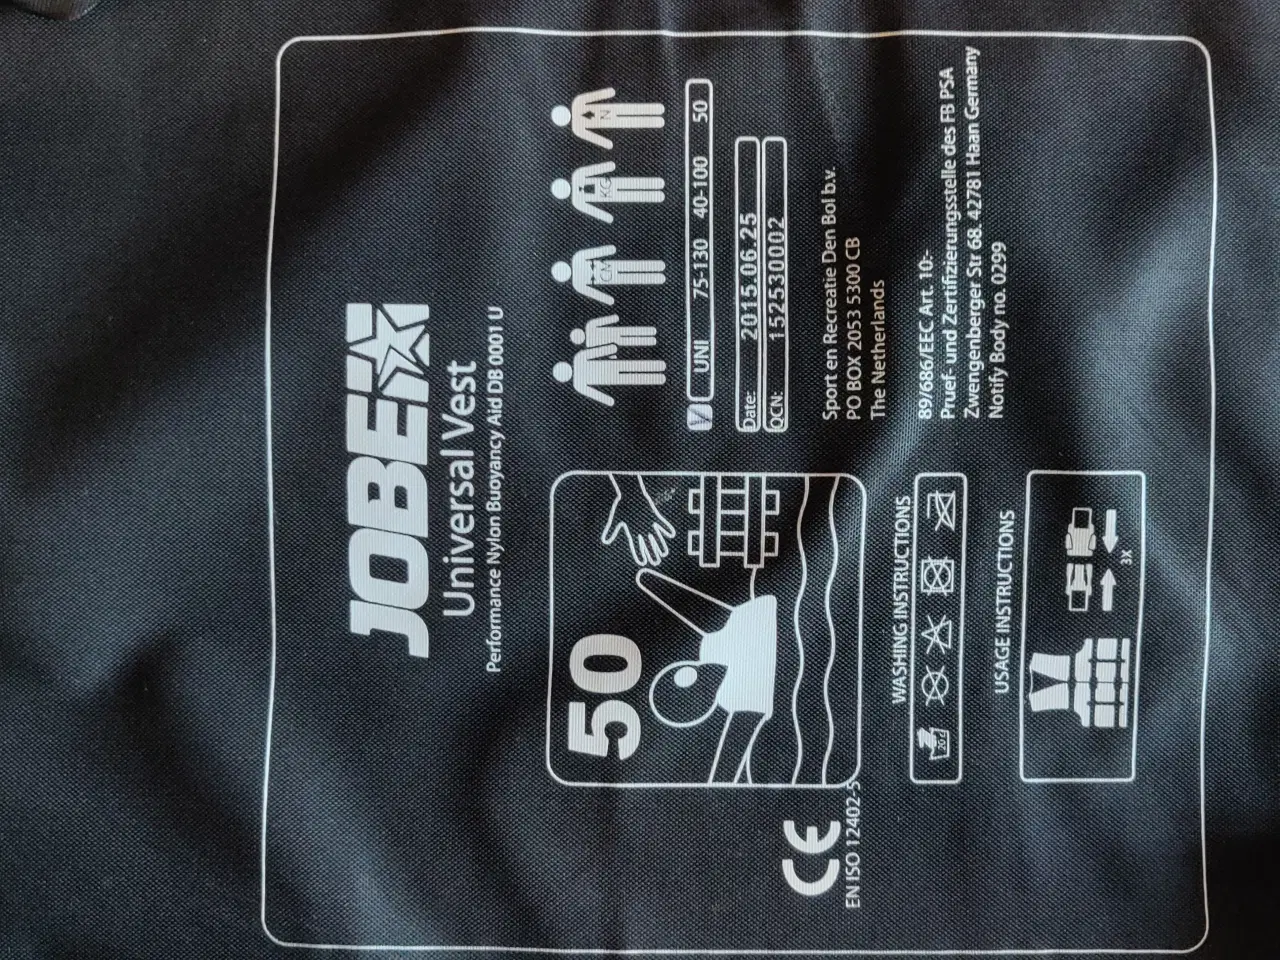 JOBE
Universal Vest
Performance Nylon Buoyancy Aid DB 0001 U
50
CM
KG
N
UNI 75-130 40-100 50
Date: 2015.06.25
QCN: 152530002
Sport en Recreatie Den Bol b.v.
PO BOX 2053 5300 CB
The Netherlands
89/686/EEC Art. 10:-
Pruef- und Zertifizierungsstelle des FB PSA
Zwengenberger Str 68. 42781 Haan Germany
Notify Body no. 0299
CE
EN ISO 12402-5
WASHING INSTRUCTIONS
USAGE INSTRUCTIONS
3X